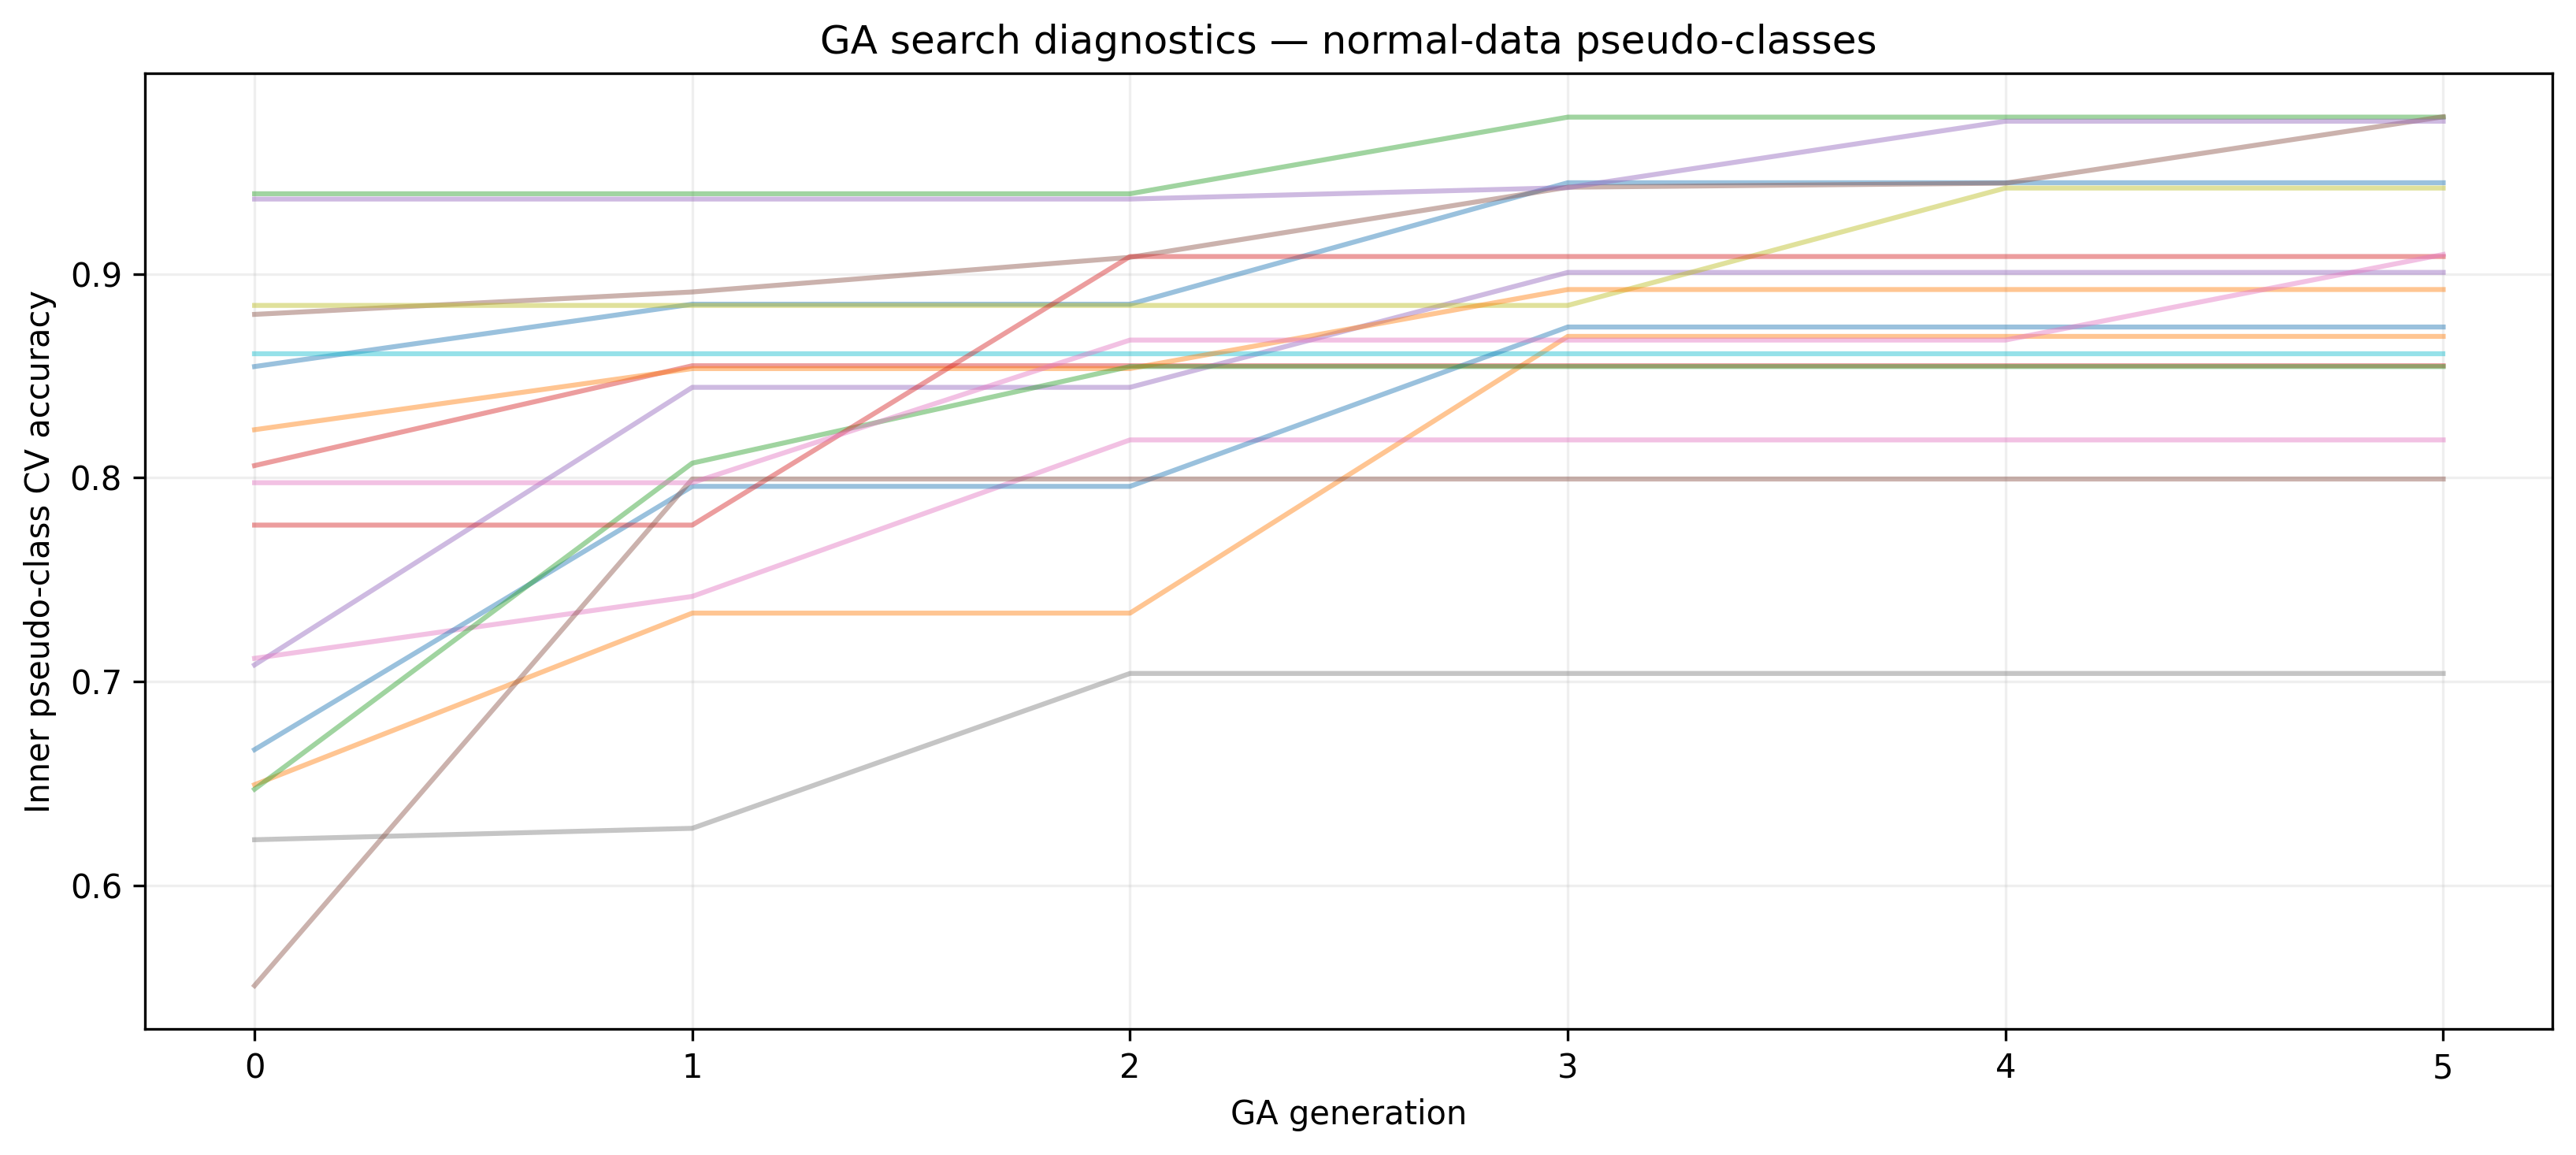 GA search diagnostics — normal-data pseudo-classes
Inner pseudo-class CV accuracy
0.9
0.8
0.7
0.6
0 1 2 3 4 5
GA generation